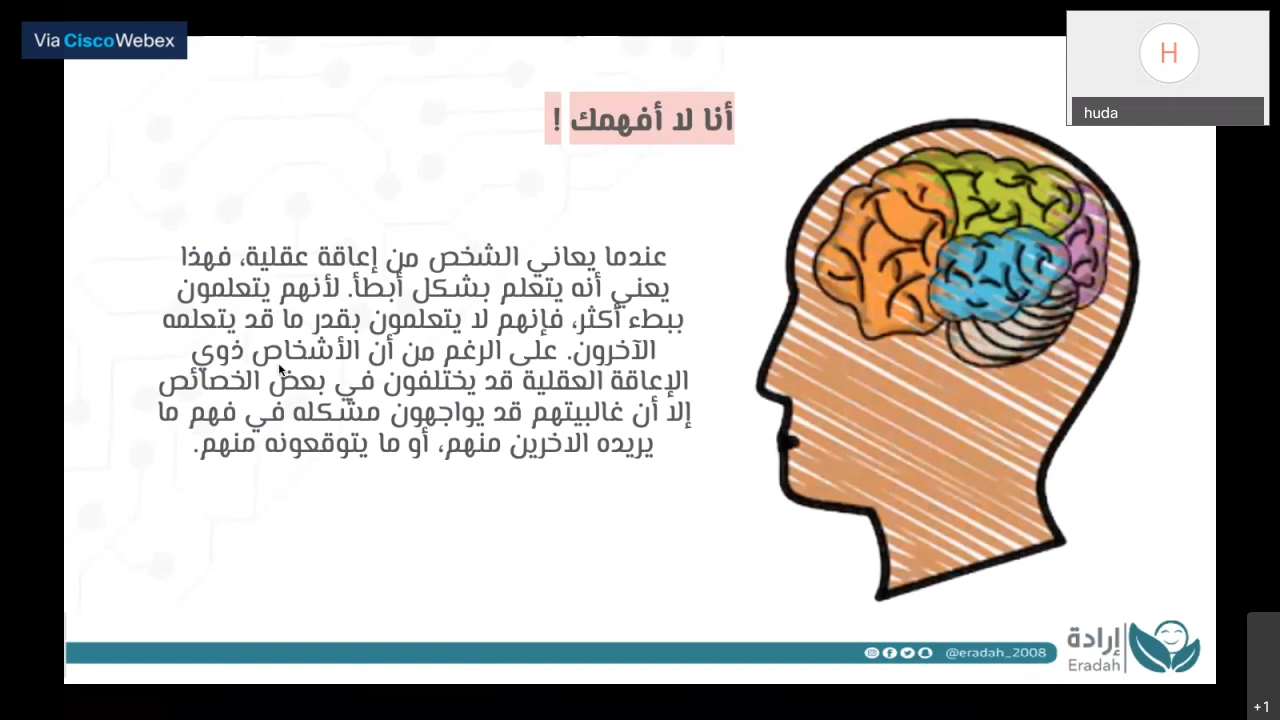 Via Cisco Webex
H
huda
أنا لا أفهمك !
عندما يعاني الشخص من إعاقة عقلية، فهذا
يعني أنه يتعلم بشكل أبطأ. لأنهم يتعلمون
ببطء أكثر، فإنهم لا يتعلمون بقدر ما قد يتعلمه
الآخرون. على الرغم من أن الأشخاص ذوي
الإعاقة العقلية قد يختلفون في بعض الخصائص
إلا أن غالبيتهم قد يواجهون مشكله في فهم ما
يريده الاخرين منهم، أو ما يتوقعونه منهم.
@eradah_2008
إرادة
Eradah
+1